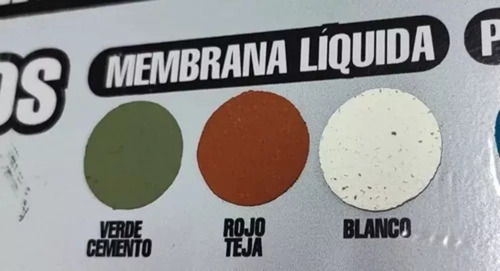 OS
MEMBRANA LÍQUIDA
P
VERDE
CEMENTO
ROJO
TEJA
BLANCO